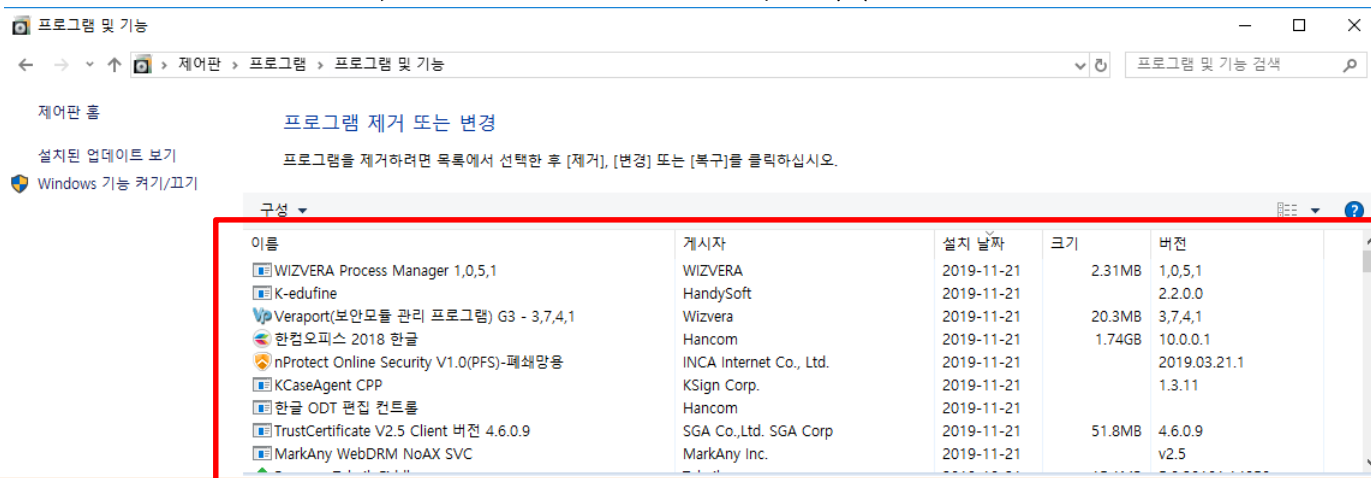 프로그램 및 기능
제어판 › 프로그램 › 프로그램 및 기능
프로그램 및 기능 검색
제어판 홈
설치된 업데이트 보기
Windows 기능 켜기/끄기
프로그램 제거 또는 변경
프로그램을 제거하려면 목록에서 선택한 후 [제거], [변경] 또는 [복구]를 클릭하십시오.
구성
이름 게시자 설치 날짜 크기 버전
WIZVERA Process Manager 1,0,5,1 WIZVERA 2019-11-21 2.31MB 1,0,5,1
K-edufine HandySoft 2019-11-21 2.2.0.0
Veraport(보안모듈 관리 프로그램) G3 - 3,7,4,1 Wizvera 2019-11-21 20.3MB 3,7,4,1
한컴오피스 2018 한글 Hancom 2019-11-21 1.74GB 10.0.0.1
nProtect Online Security V1.0(PFS)-폐쇄망용 INCA Internet Co., Ltd. 2019-11-21 2019.03.21.1
KCaseAgent CPP KSign Corp. 2019-11-21 1.3.11
한글 ODT 편집 컨트롤 Hancom 2019-11-21
TrustCertificate V2.5 Client 버전 4.6.0.9 SGA Co.,Ltd. SGA Corp 2019-11-21 51.8MB 4.6.0.9
MarkAny WebDRM NoAX SVC MarkAny Inc. 2019-11-21 v2.5